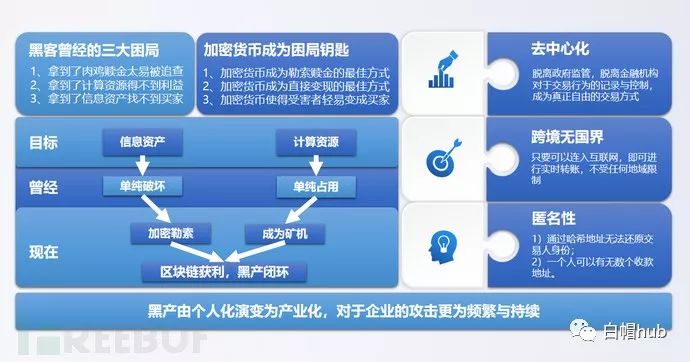 黑客曾经的三大困局
1、拿到了肉鸡赎金太易被追查
2、拿到了计算资源得不到利益
3、拿到了信息资产找不到买家
加密货币成为困局钥匙
1、加密货币成为勒索赎金的最佳方式
2、加密货币成为直接变现的最佳方式
3、加密货币使得受害者轻易变成买家
目标
信息资产
计算资源
曾经
单纯破坏
单纯占用
现在
加密勒索
成为矿机
区块链获利，黑产闭环
去中心化
脱离政府监管，脱离金融机构
对于交易行为的记录与控制，
成为真正自由的交易方式
跨境无国界
只要可以连入互联网，即可进
行实时转账，不受任何地域限
制
匿名性
1）通过哈希地址无法还原交
易人身份；
2）一个人可以有无数个收款
地址。
黑产由个人化演变为产业化，对于企业的攻击更为频繁与持续
FREEBUF
白帽hub